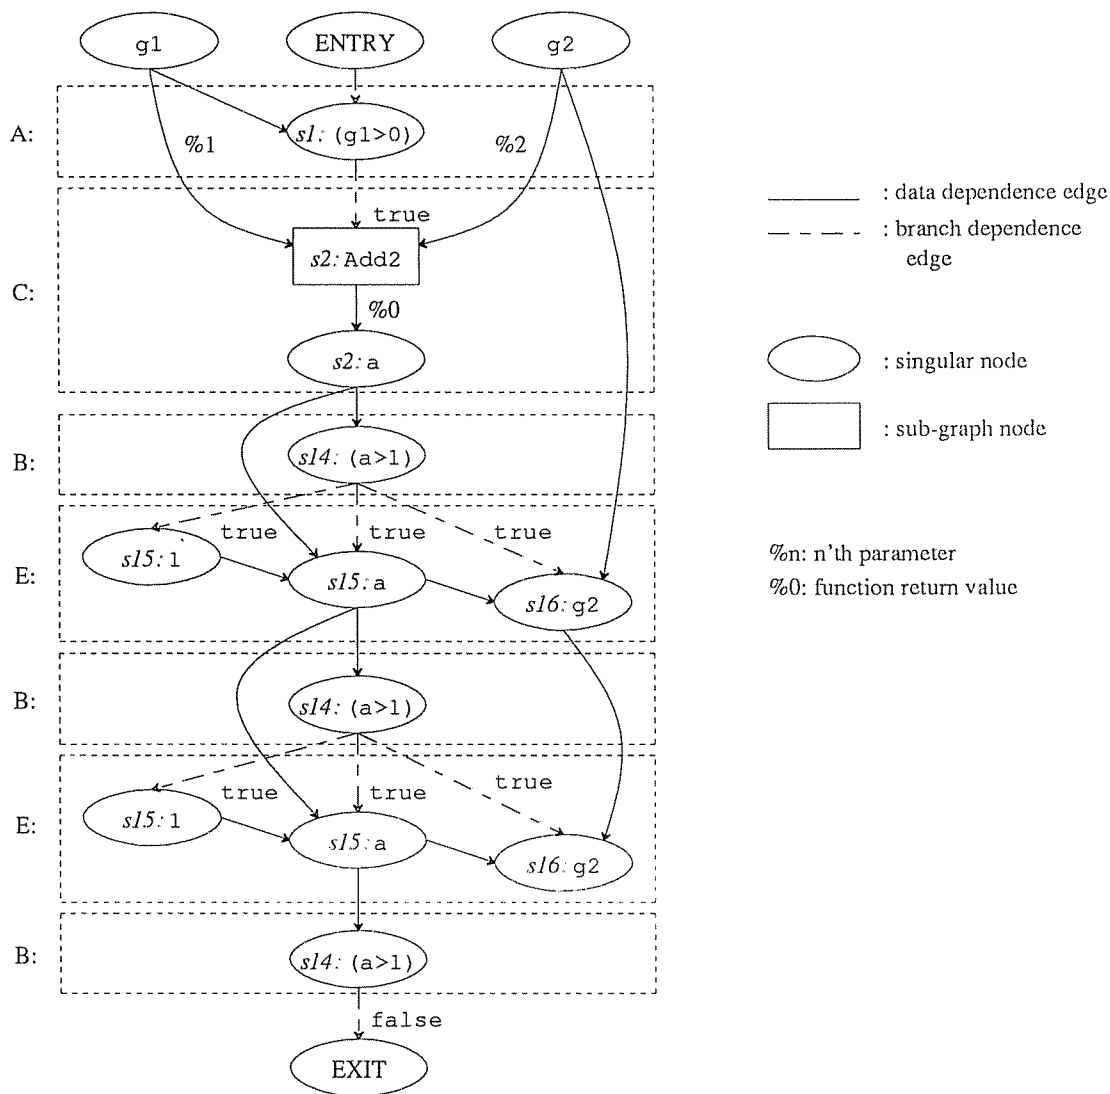 g1 ENTRY g2
A: s1: (g1>0)
%1 %2
true
: data dependence edge
: branch dependence
edge
s2: Add2
C:
%0
s2: a
: singular node
: sub-graph node
B: s14: (a>1)
true true true
s15: 1
E: s15: a
s16: g2
%n: n'th parameter
%0: function return value
B: s14: (a>1)
true true true
s15: 1
E: s15: a
s16: g2
B: s14: (a>1)
false
EXIT